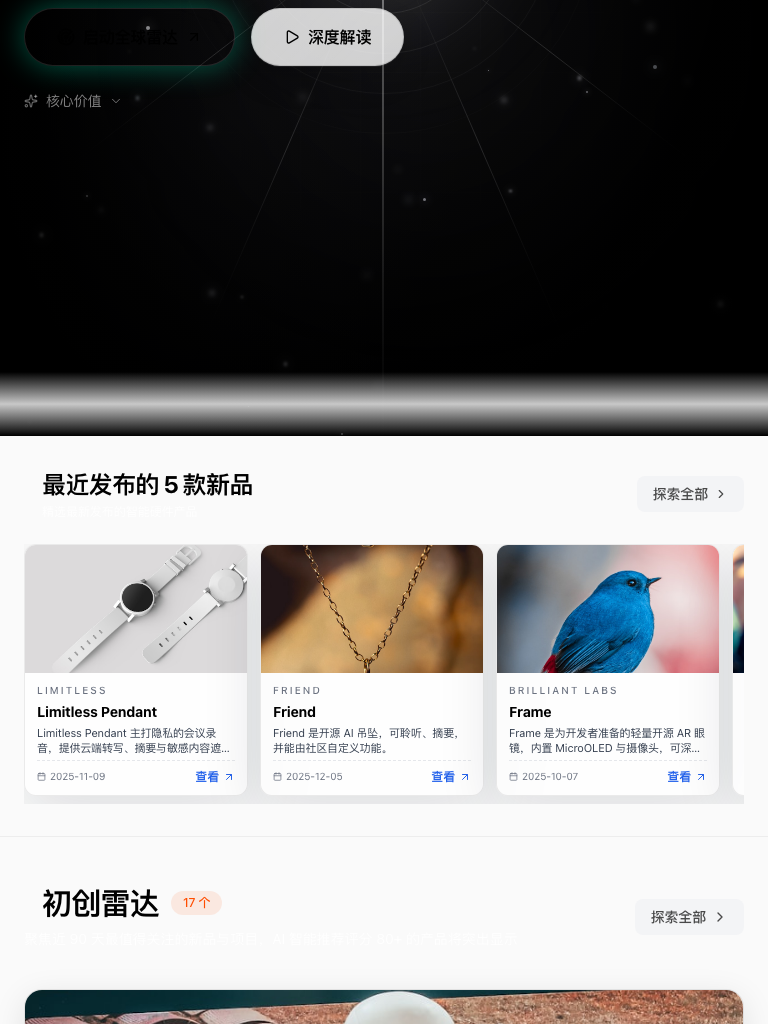 启动全球雷达
深度解读
核心价值
最近发布的 5 款新品
探索全部
LIMITLESS
Limitless Pendant
Limitless Pendant 主打隐私的会议录
音，提供云端转写、摘要与敏感内容遮...
2025-11-09
查看
FRIEND
Friend
Friend 是开源 AI 吊坠，可聆听、摘要，
并能由社区自定义功能。
2025-12-05
查看
BRILLIANT LABS
Frame
Frame 是为开发者准备的轻量开源 AR 眼
镜，内置 MicroOLED 与摄像头，可深...
2025-10-07
查看
初创雷达
17 个
探索全部